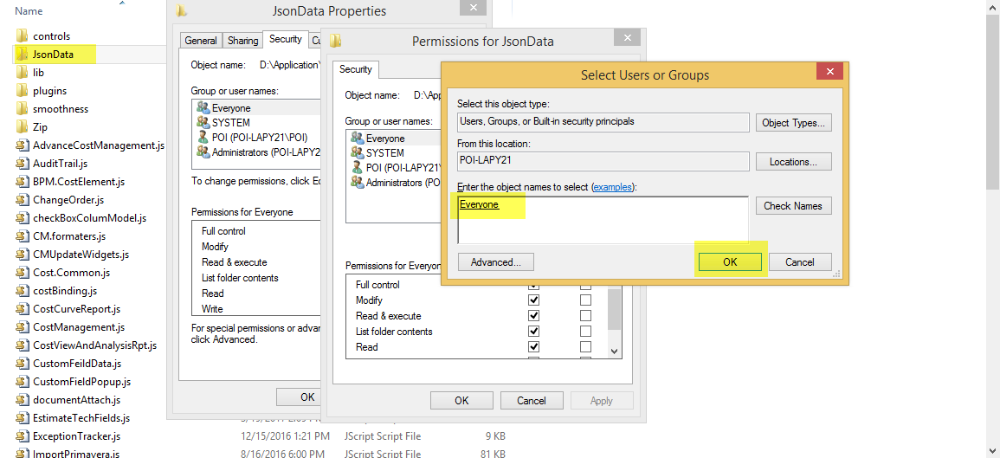 Name
controls
JsonData
lib
plugins
smoothness
Zip
AdvanceCostManagement.js
AuditTrail.js
BPM.CostElement.js
ChangeOrder.js
checkBoxColumModel.js
CM.formaters.js
CMUpdateWidgets.js
Cost.Common.js
costBinding.js
CostCurveReport.js
CostManagement.js
CostViewAndAnalysisRpt.js
CustomFeildData.js
CustomFieldPopup.js
documentAttach.js
EstimateTechFields.js
ExceptionTracker.js
12/15/2016 1:21 PM
JScript Script File
9 KB
ImportPrimavera.js
8/16/2016 6:00 PM
JScript Script File
81 KB
JsonData Properties
General
Sharing
Security
Object name:
D:\Application\
Group or user names:
Everyone
SYSTEM
POI (POI-LAPY21\POI)
Administrators (POI-LAPY2
To change permissions, click Ed
Permissions for Everyone
Full control
Modify
Read & execute
List folder contents
Read
Write
For special permissions or advan
click Advanced.
OK
Permissions for JsonData
Security
Object name:
D:\App
Group or user names:
Everyone
SYSTEM
POI (POI-LAPY21\
Administrators (PO
Permissions for Everyon
Full control
Modify
Read & execute
List folder contents
Read
OK
Cancel
Apply
Select Users or Groups
Select this object type:
Users, Groups, or Built-in security principals
Object Types...
From this location:
POI-LAPY21
Locations...
Enter the object names to select (examples):
Everyone
Check Names
Advanced...
OK
Cancel